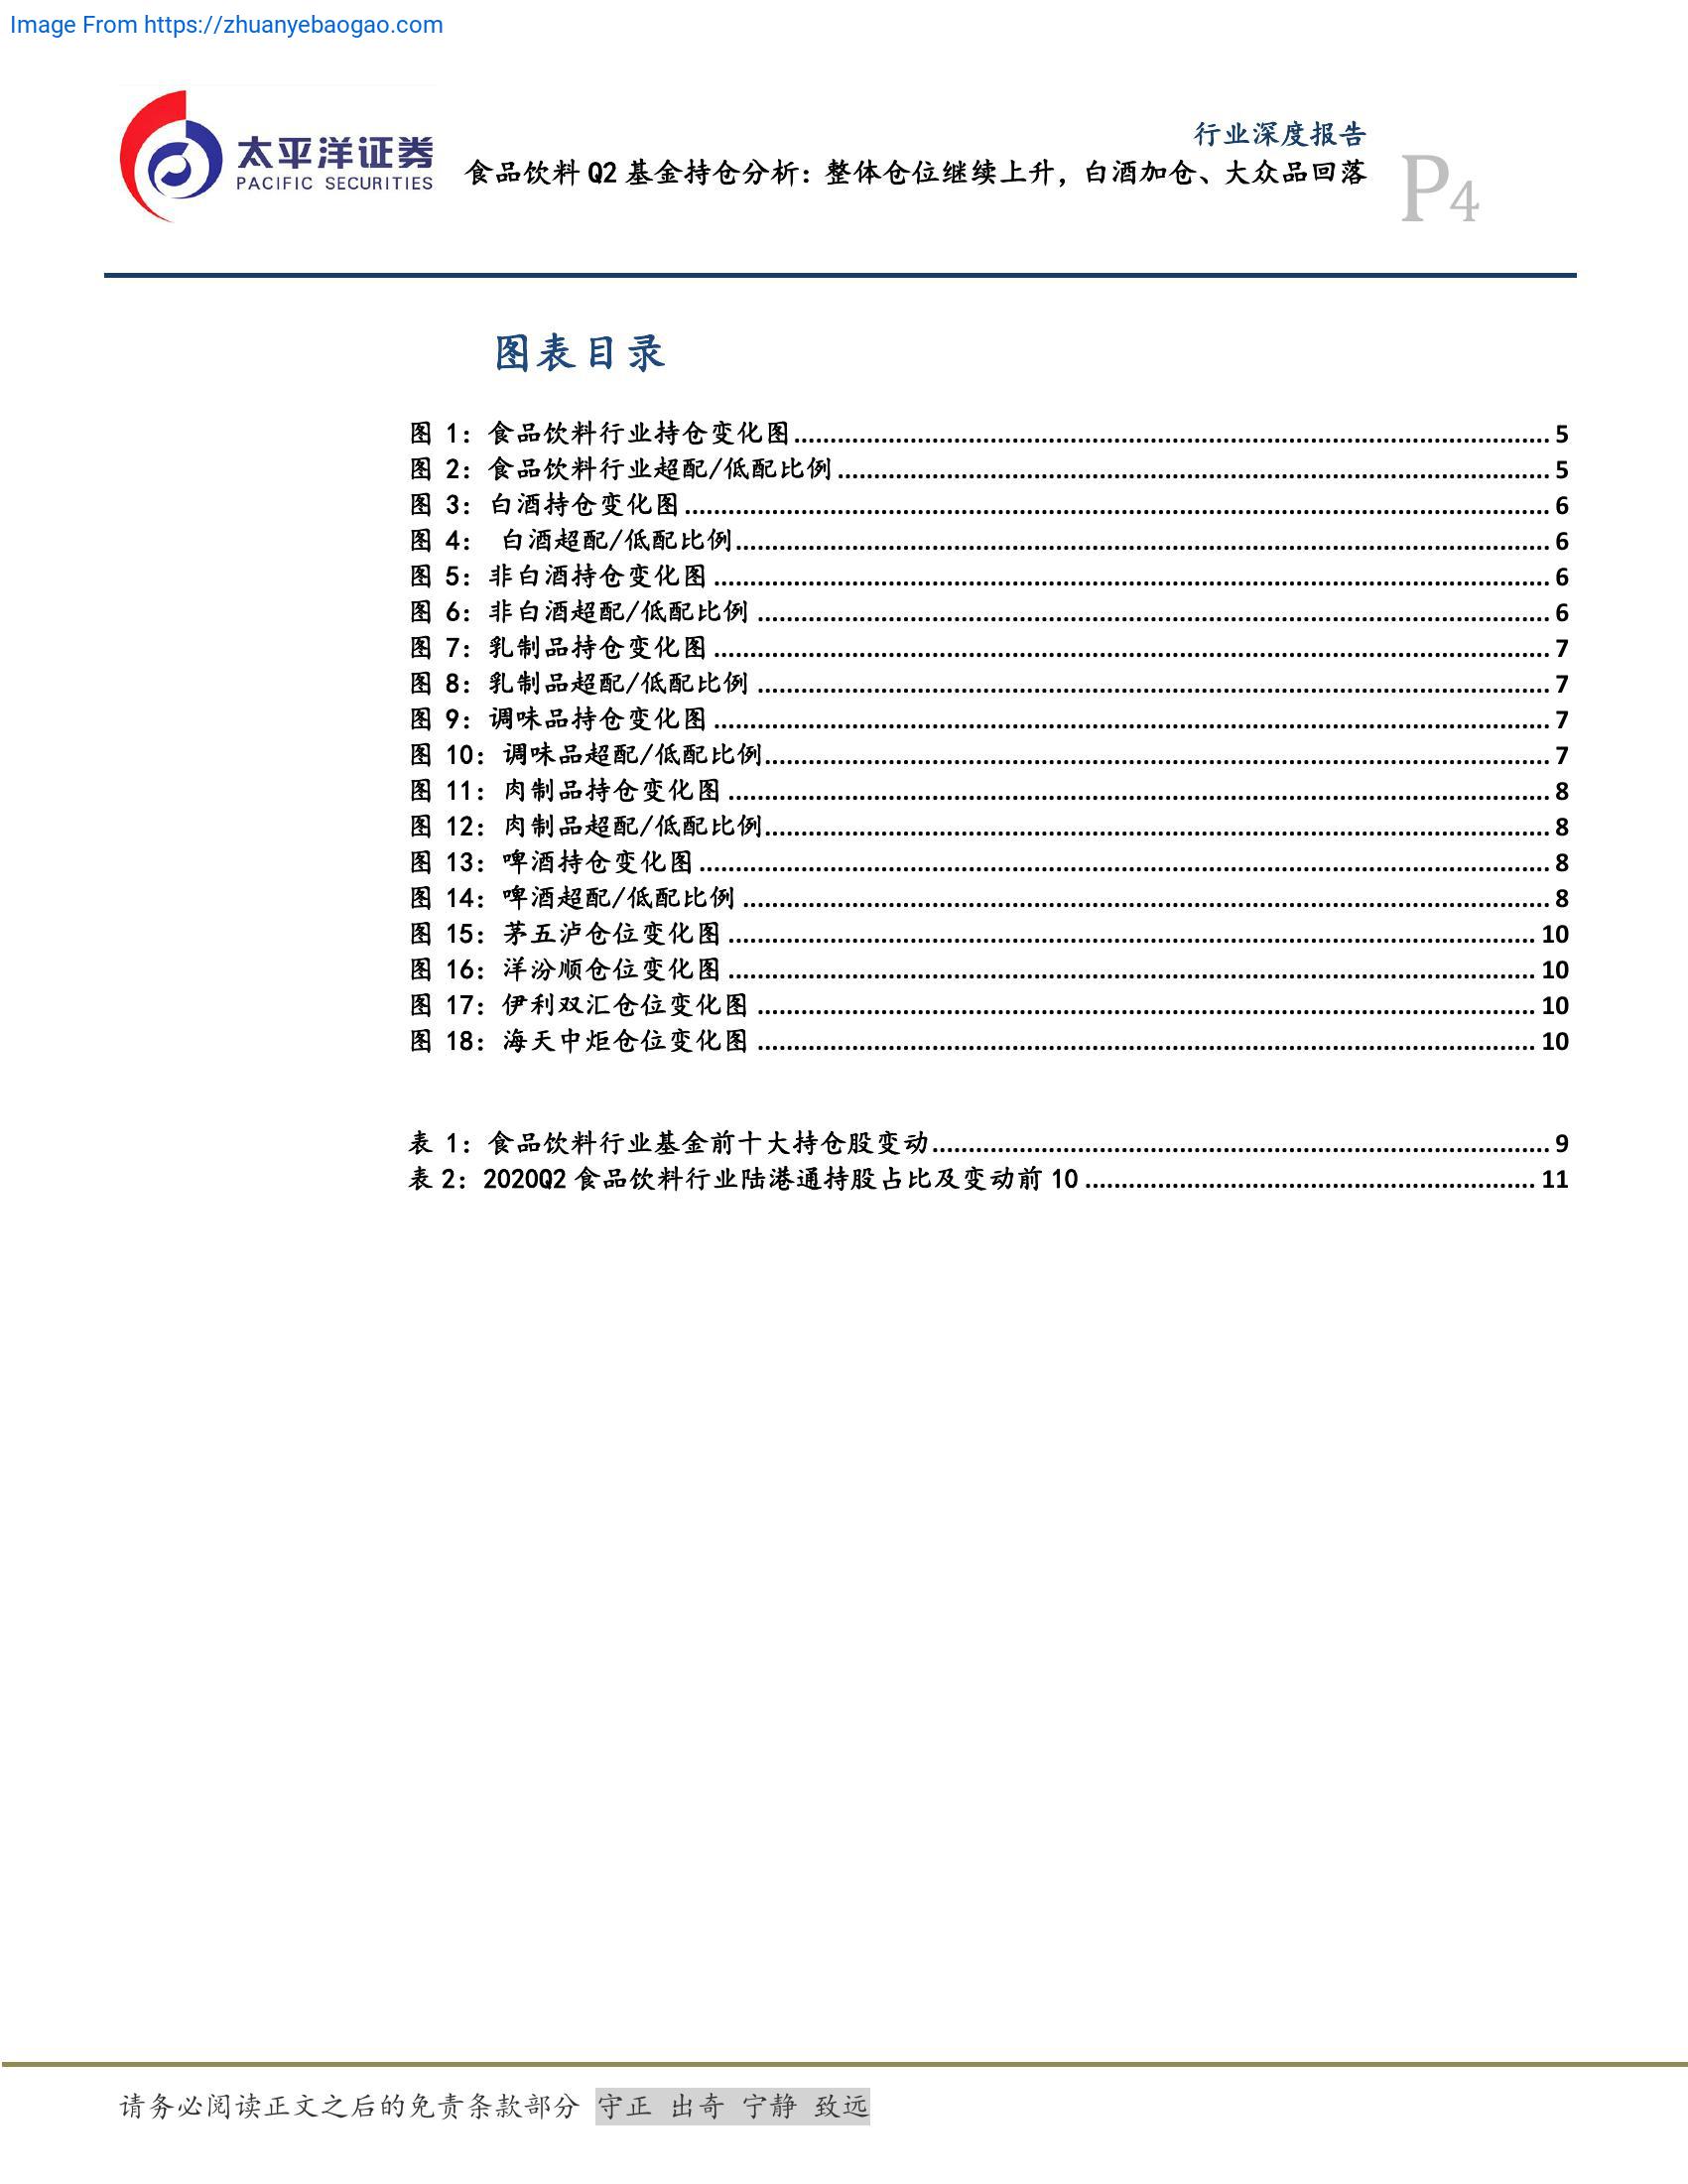 Image From https://zhuanyebaogao.com
太平洋证券
PACIFIC SECURITIES
行业深度报告
食品饮料 Q2 基金持仓分析：整体仓位继续上升，白酒加仓、大众品回落
P4
图表目录
图 1：食品饮料行业持仓变化图 5
图 2：食品饮料行业超配/低配比例 5
图 3：白酒持仓变化图 6
图 4： 白酒超配/低配比例 6
图 5：非白酒持仓变化图 6
图 6：非白酒超配/低配比例 6
图 7：乳制品持仓变化图 7
图 8：乳制品超配/低配比例 7
图 9：调味品持仓变化图 7
图 10：调味品超配/低配比例 7
图 11：肉制品持仓变化图 8
图 12：肉制品超配/低配比例 8
图 13：啤酒持仓变化图 8
图 14：啤酒超配/低配比例 8
图 15：茅五泸仓位变化图 10
图 16：洋汾顺仓位变化图 10
图 17：伊利双汇仓位变化图 10
图 18：海天中炬仓位变化图 10
表 1：食品饮料行业基金前十大持仓股变动 9
表 2：2020Q2 食品饮料行业陆港通持股占比及变动前 10 11
请务必阅读正文之后的免责条款部分 守正 出奇 宁静 致远